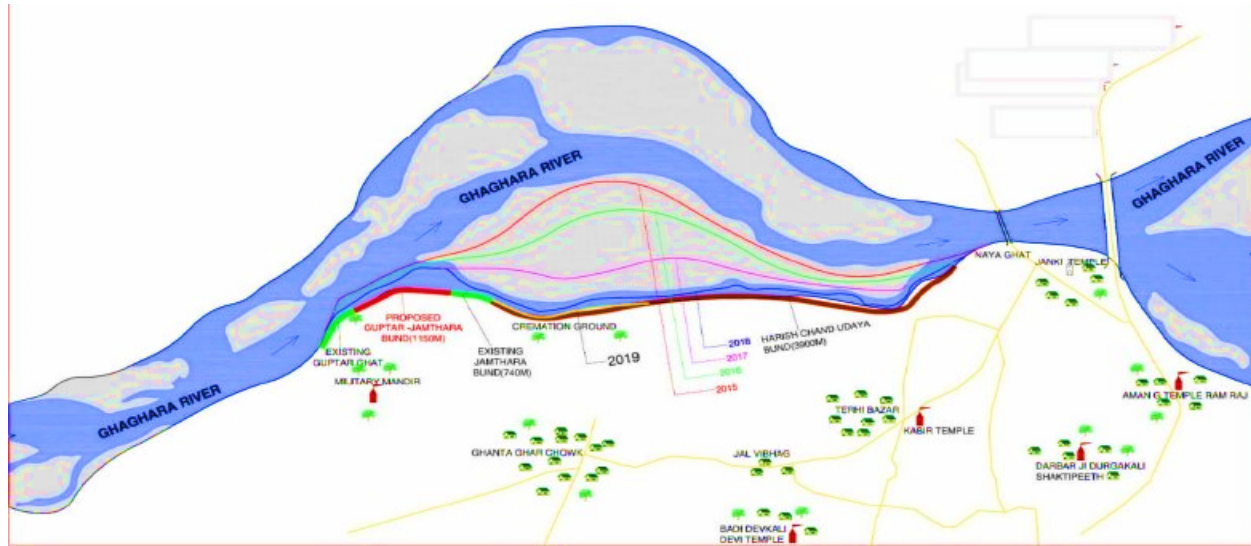 GHAGHARA RIVER
GHAGHARA RIVER
GHAGHARA RIVER
NAYA GHAT
JANKI TEMPLE
PROPOSED
GUPTAR -JAMTHARA
BUND(1150M)
CREMATION GROUND
EXISTING
GUPTAR GHAT
EXISTING
JAMTHARA
BUND(740M)
2019
2018
2017
2016
2015
HARISH CHAND UDAYA
BUND(3900M)
MILITARY MANDIR
AMAN G TEMPLE RAM RAJ
TERHI BAZAR
KABIR TEMPLE
GHANTA GHAR CHOWK
JAL VIBHAG
DARBAR JI DURGAKALI
SHAKTIPEETH
BADI DEVKALI
DEVI TEMPLE